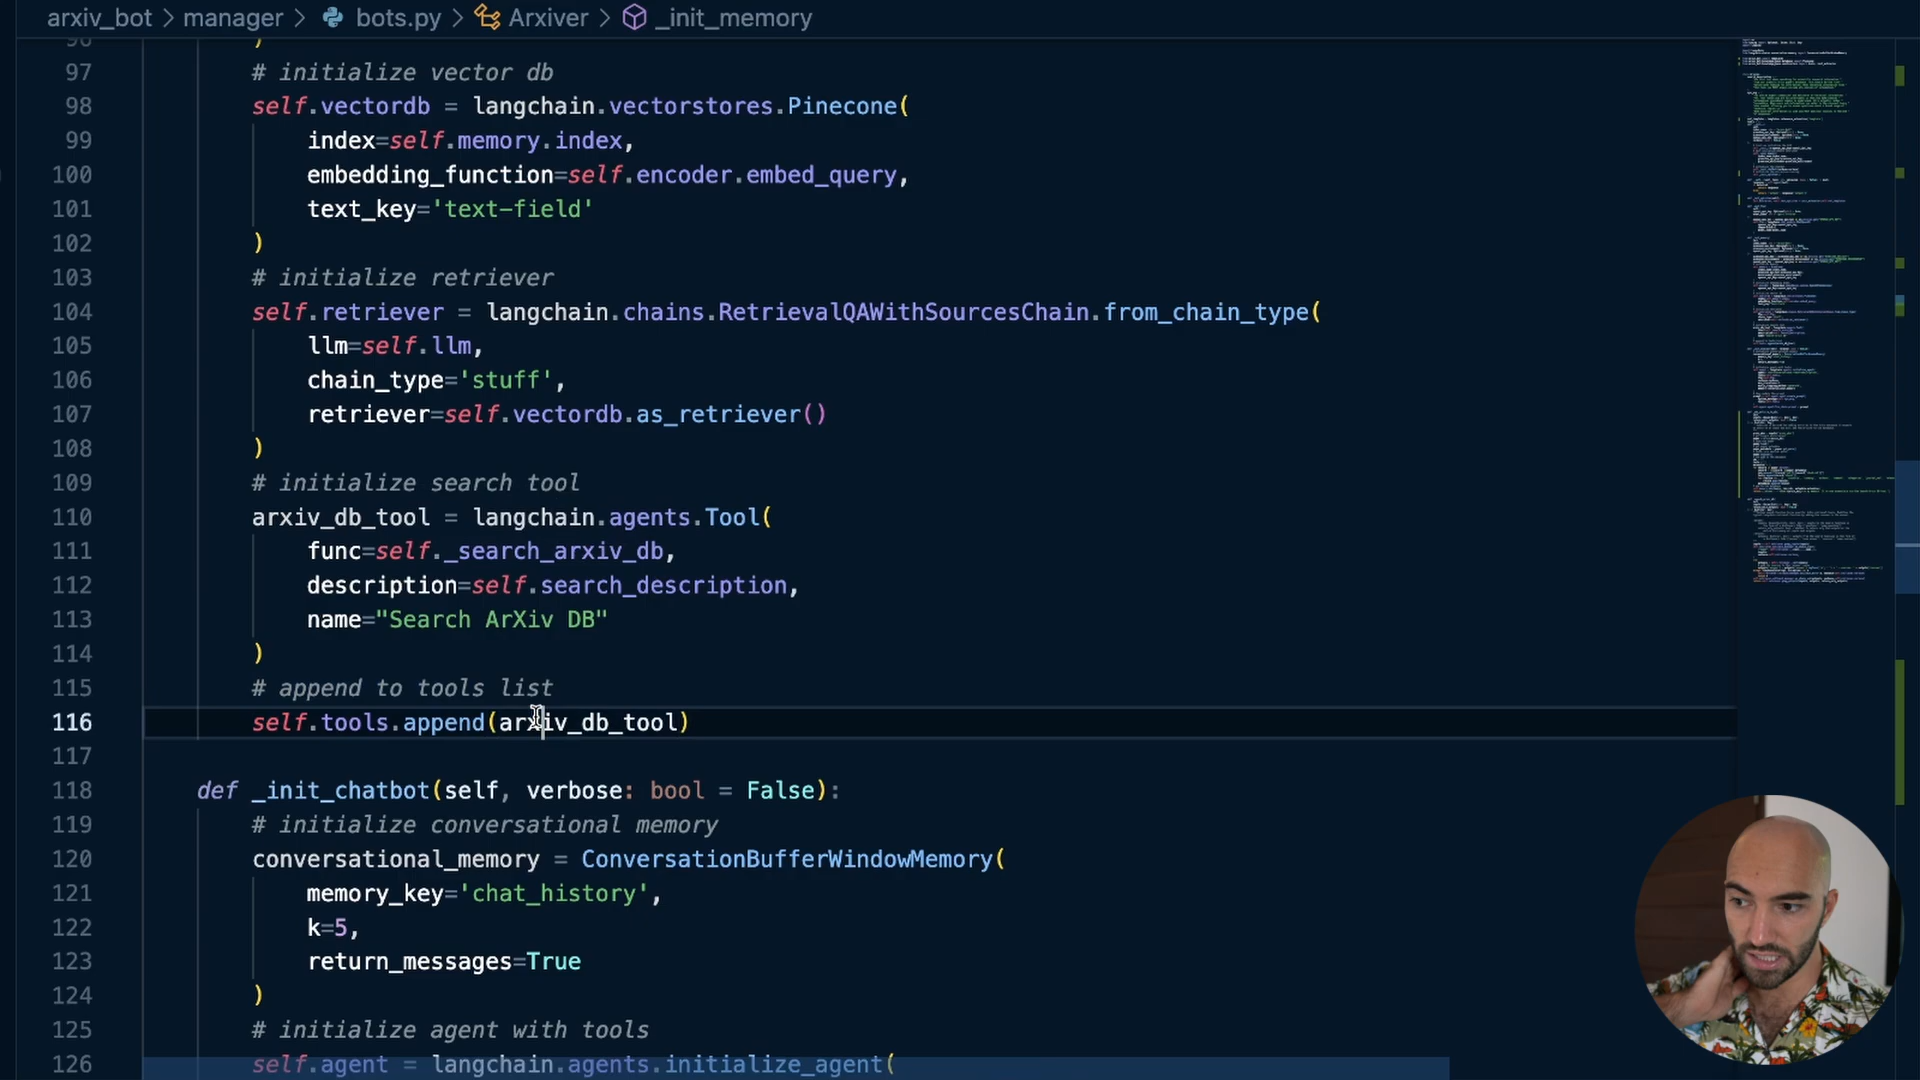 arxiv_bot > manager > bots.py > Arxiver > _init_memory
96 )
97 # initialize vector db
98 self.vectordb = langchain.vectorstores.Pinecone(
99 index=self.memory.index,
100 embedding_function=self.encoder.embed_query,
101 text_key='text-field'
102 )
103 # initialize retriever
104 self.retriever = langchain.chains.RetrievalQAWithSourcesChain.from_chain_type(
105 llm=self.llm,
106 chain_type='stuff',
107 retriever=self.vectordb.as_retriever()
108 )
109 # initialize search tool
110 arxiv_db_tool = langchain.agents.Tool(
111 func=self._search_arxiv_db,
112 description=self.search_description,
113 name="Search ArXiv DB"
114 )
115 # append to tools list
116 self.tools.append(arxiv_db_tool)
117
118 def _init_chatbot(self, verbose: bool = False):
119 # initialize conversational memory
120 conversational_memory = ConversationBufferWindowMemory(
121 memory_key='chat_history',
122 k=5,
123 return_messages=True
124 )
125 # initialize agent with tools
126 self.agent = langchain.agents.initialize_agent(